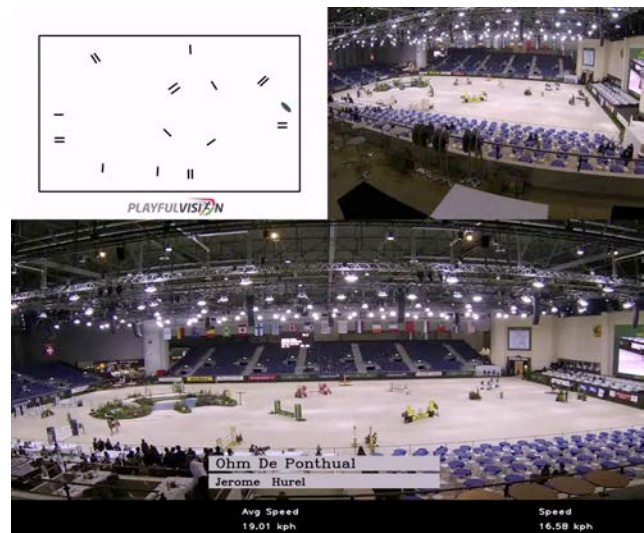 PLAYFULVISION
Ohm De Ponthual
Jerome Hurel
Avg Speed
19.01 kph
Speed
16.58 kph